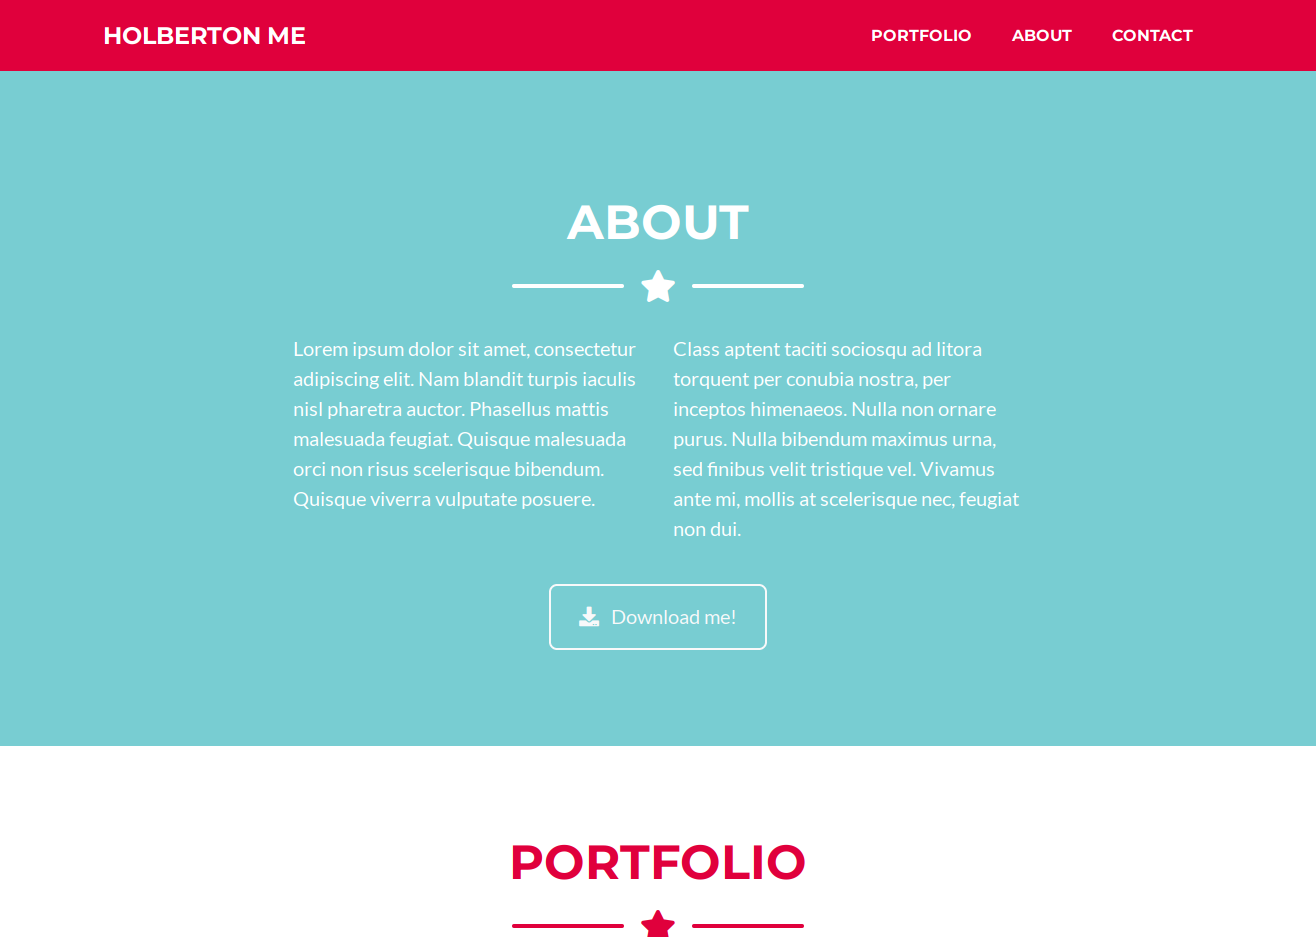 HOLBERTON ME
PORTFOLIO ABOUT CONTACT
ABOUT
Lorem ipsum dolor sit amet, consectetur
adipiscing elit. Nam blandit turpis iaculis
nisl pharetra auctor. Phasellus mattis
malesuada feugiat. Quisque malesuada
orci non risus scelerisque bibendum.
Quisque viverra vulputate posuere.
Class aptent taciti sociosqu ad litora
torquent per conubia nostra, per
inceptos himenaeos. Nulla non ornare
purus. Nulla bibendum maximus urna,
sed finibus velit tristique vel. Vivamus
ante mi, mollis at scelerisque nec, feugiat
non dui.
Download me!
PORTFOLIO